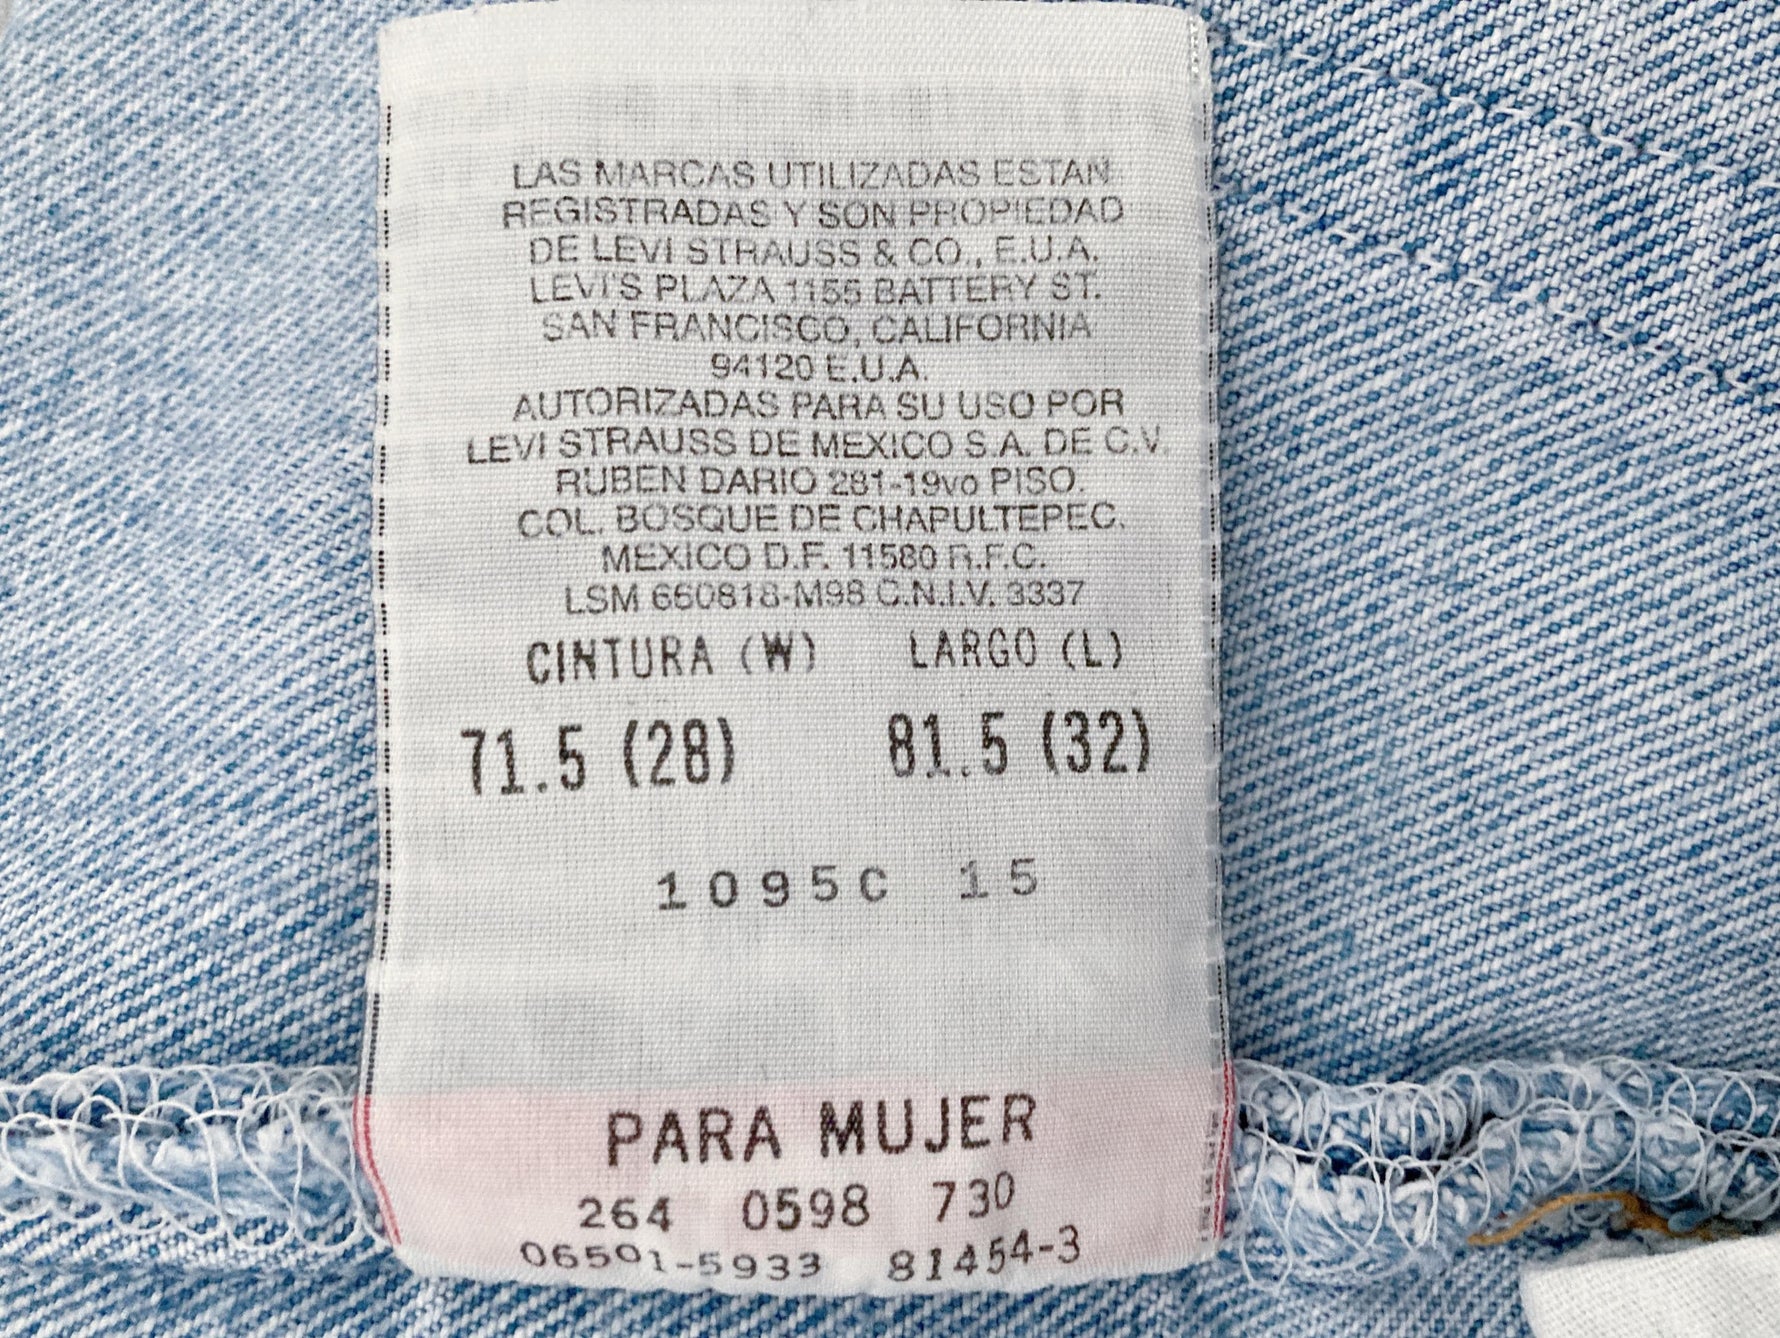 LAS MARCAS UTILIZADAS ESTAN
REGISTRADAS Y SON PROPIEDAD
DE LEVI STRAUSS & CO., E.U.A.
LEVI'S PLAZA 1155 BATTERY ST.
SAN FRANCISCO, CALIFORNIA
94120 E.U.A.
AUTORIZADAS PARA SU USO POR
LEVI STRAUSS DE MEXICO S.A. DE C.V.
RUBEN DARIO 281-19vo PISO.
COL. BOSQUE DE CHAPULTEPEC.
MEXICO D.F. 11580 R.F.C.
LSM 660818-M98 C.N.I.V. 3337
CINTURA (W) LARGO (L)
71.5 (28) 81.5 (32)
1095C 15
PARA MUJER
264 0598 730
06501-5933 81454-3